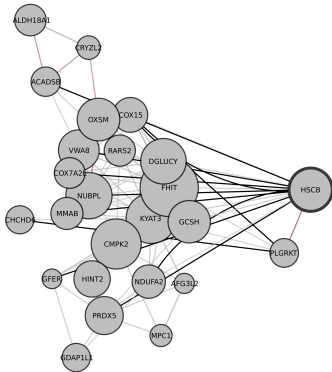 ALDH18A1
CRYZL2
ACADSB
OXSM
COX15
VWA8
RARS2
DGLUCY
COX7A2L
FHIT
HSCB
NUBPL
MMAB
KYAT3
GCSH
CHCHD6
CMPK2
PLGRKT
GFER
HINT2
NDUFA2
AFG3L2
PRDX5
MPC1
GDAP1L1